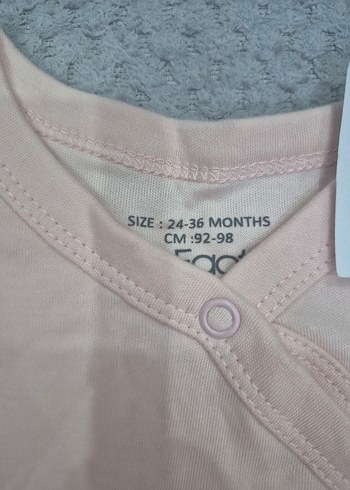 SIZE : 24-36 MONTHS
CM :92-98